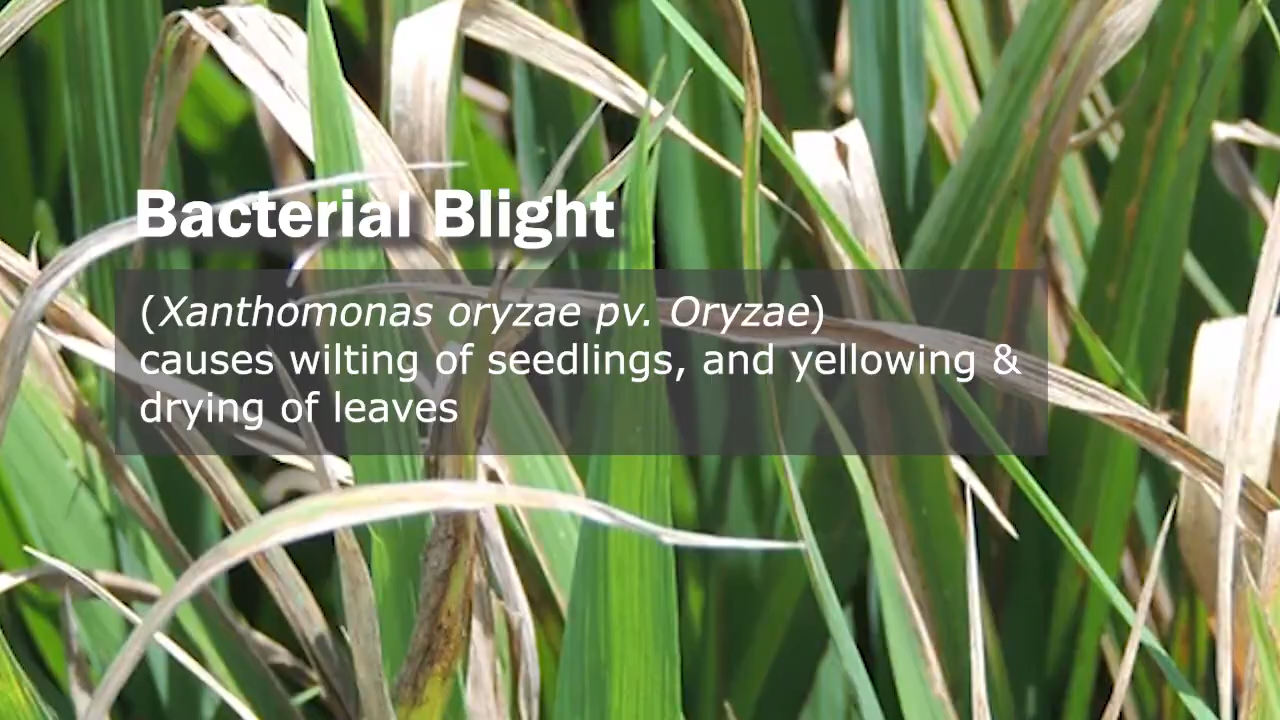 Bacterial Blight
(Xanthomonas oryzae pv. Oryzae)
causes wilting of seedlings, and yellowing &
drying of leaves